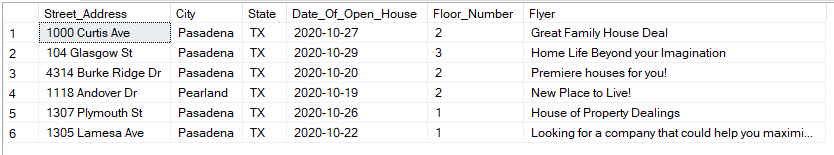 Street_Address City State Date_Of_Open_House Floor_Number Flyer
1 1000 Curtis Ave Pasadena TX 2020-10-27 2 Great Family House Deal
2 104 Glasgow St Pasadena TX 2020-10-29 3 Home Life Beyond your Imagination
3 4314 Burke Ridge Dr Pasadena TX 2020-10-20 2 Premiere houses for you!
4 1118 Andover Dr Pearland TX 2020-10-19 2 New Place to Live!
5 1307 Plymouth St Pasadena TX 2020-10-26 1 House of Property Dealings
6 1305 Lamesa Ave Pasadena TX 2020-10-22 1 Looking for a company that could help you maximi...